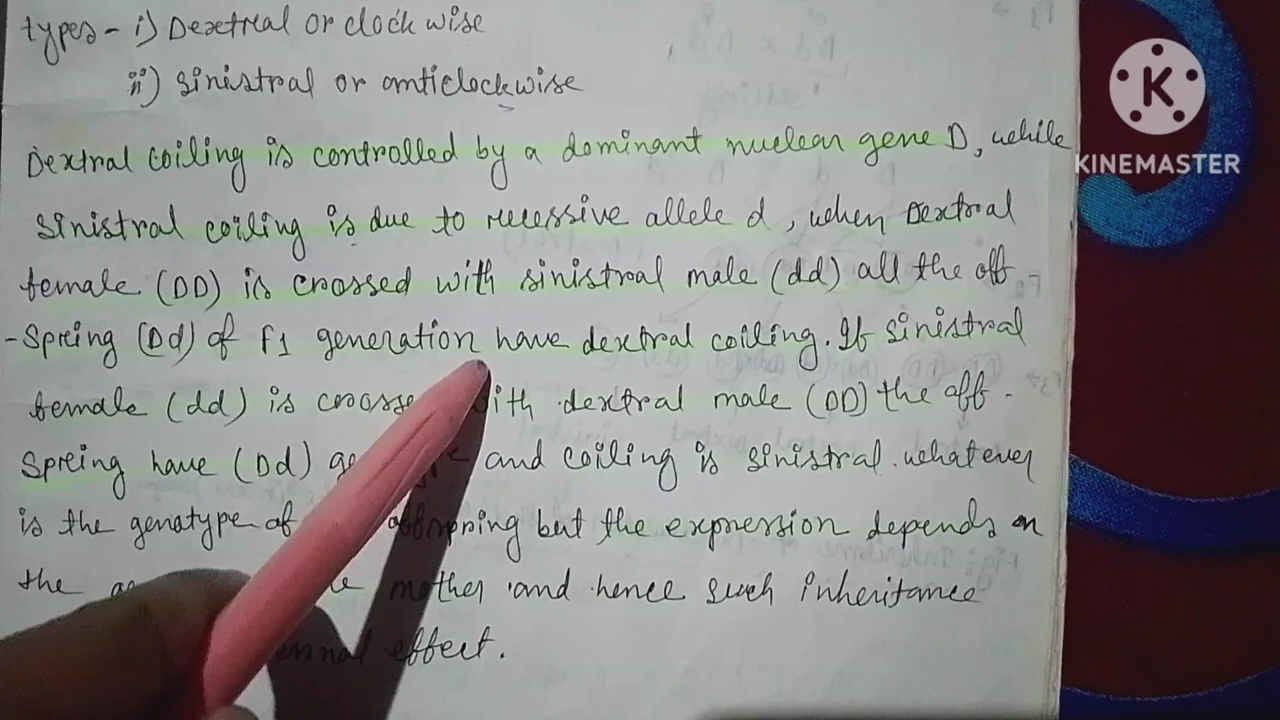 types- i) Dextral or clockwise
ii) sinistral or anticlockwise
Dextral coiling is controlled by a dominant nuclear gene D, while
sinistral coiling is due to recessive allele d, when Dextral
female (DD) is crossed with sinistral male (dd) all the off
-spring (Dd) of F1 generation have dextral coiling. If sinistral
female (dd) is crosse with dextral male (DD) the off-
spring have (Dd) and coiling is sinistral. whatever
is the genatype of offspring but the expression depends on
the mother and hence such inheritance
effect.
K
KINEMASTER